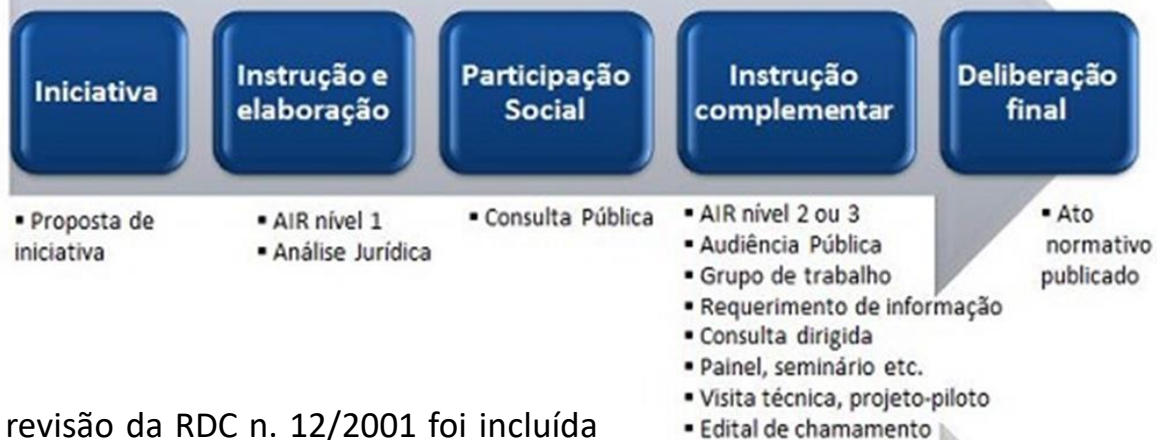 Iniciativa
Instrução e
elaboração
Participação
Social
Instrução
complementar
Deliberação
final
▪ Proposta de
iniciativa
▪ AIR nível 1
▪ Análise Jurídica
▪ Consulta Pública
▪ AIR nível 2 ou 3
▪ Audiência Pública
▪ Grupo de trabalho
▪ Requerimento de informação
▪ Consulta dirigida
▪ Painel, seminário etc.
▪ Visita técnica, projeto-piloto
▪ Edital de chamamento
▪ Ato
normativo
publicado
revisão da RDC n. 12/2001 foi incluída